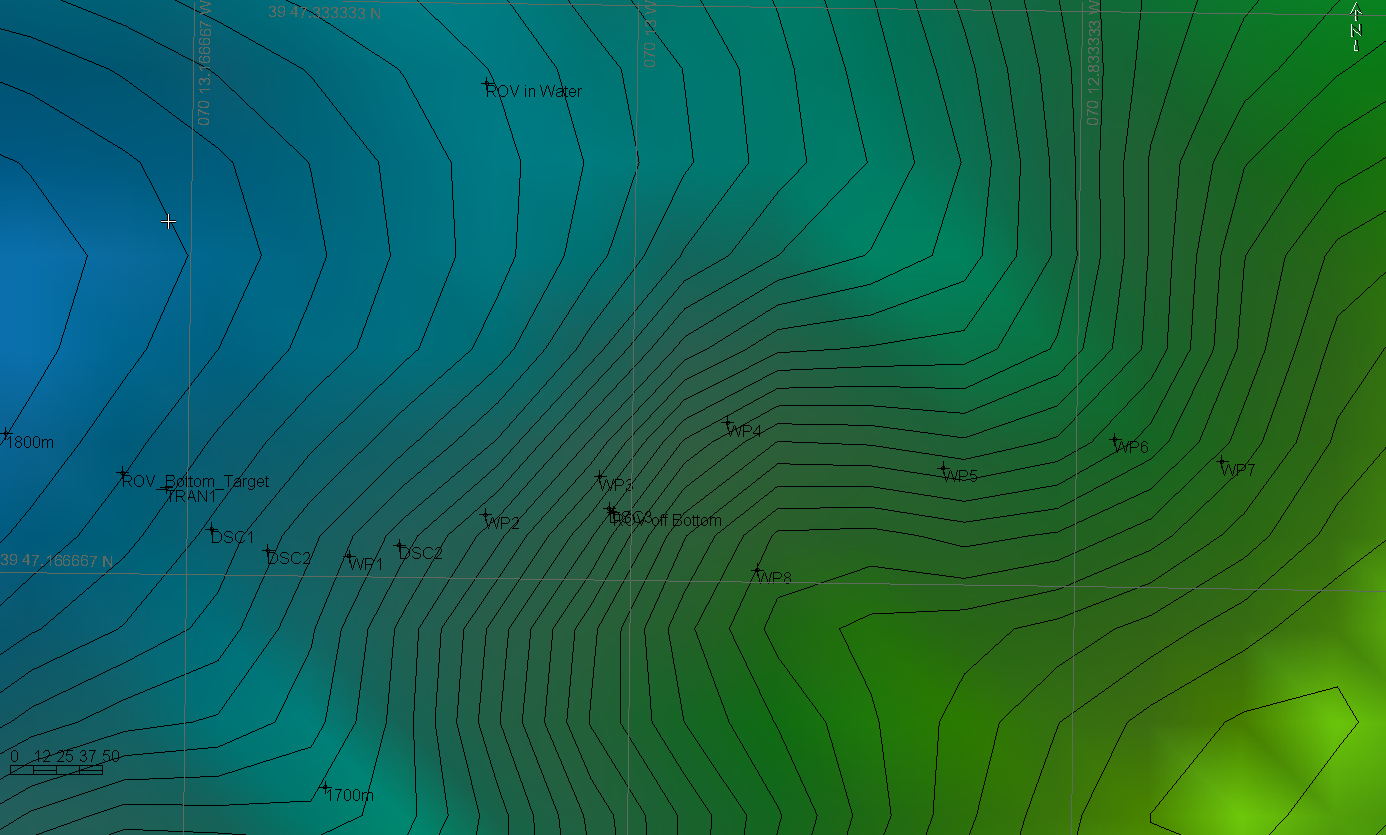 39 47.333333 N
070 13.166667 W
070 13 W
070 12.833333 W
N
ROV in Water
1800m
ROV_Bottom_Target
TRAN1
DSC1
DSC2
WP1
DSC2
WP2
WP3
DSC3
off Bottom
WP4
WP5
WP6
WP7
WP8
39 47.166667 N
0 12 25 37 50
1700m